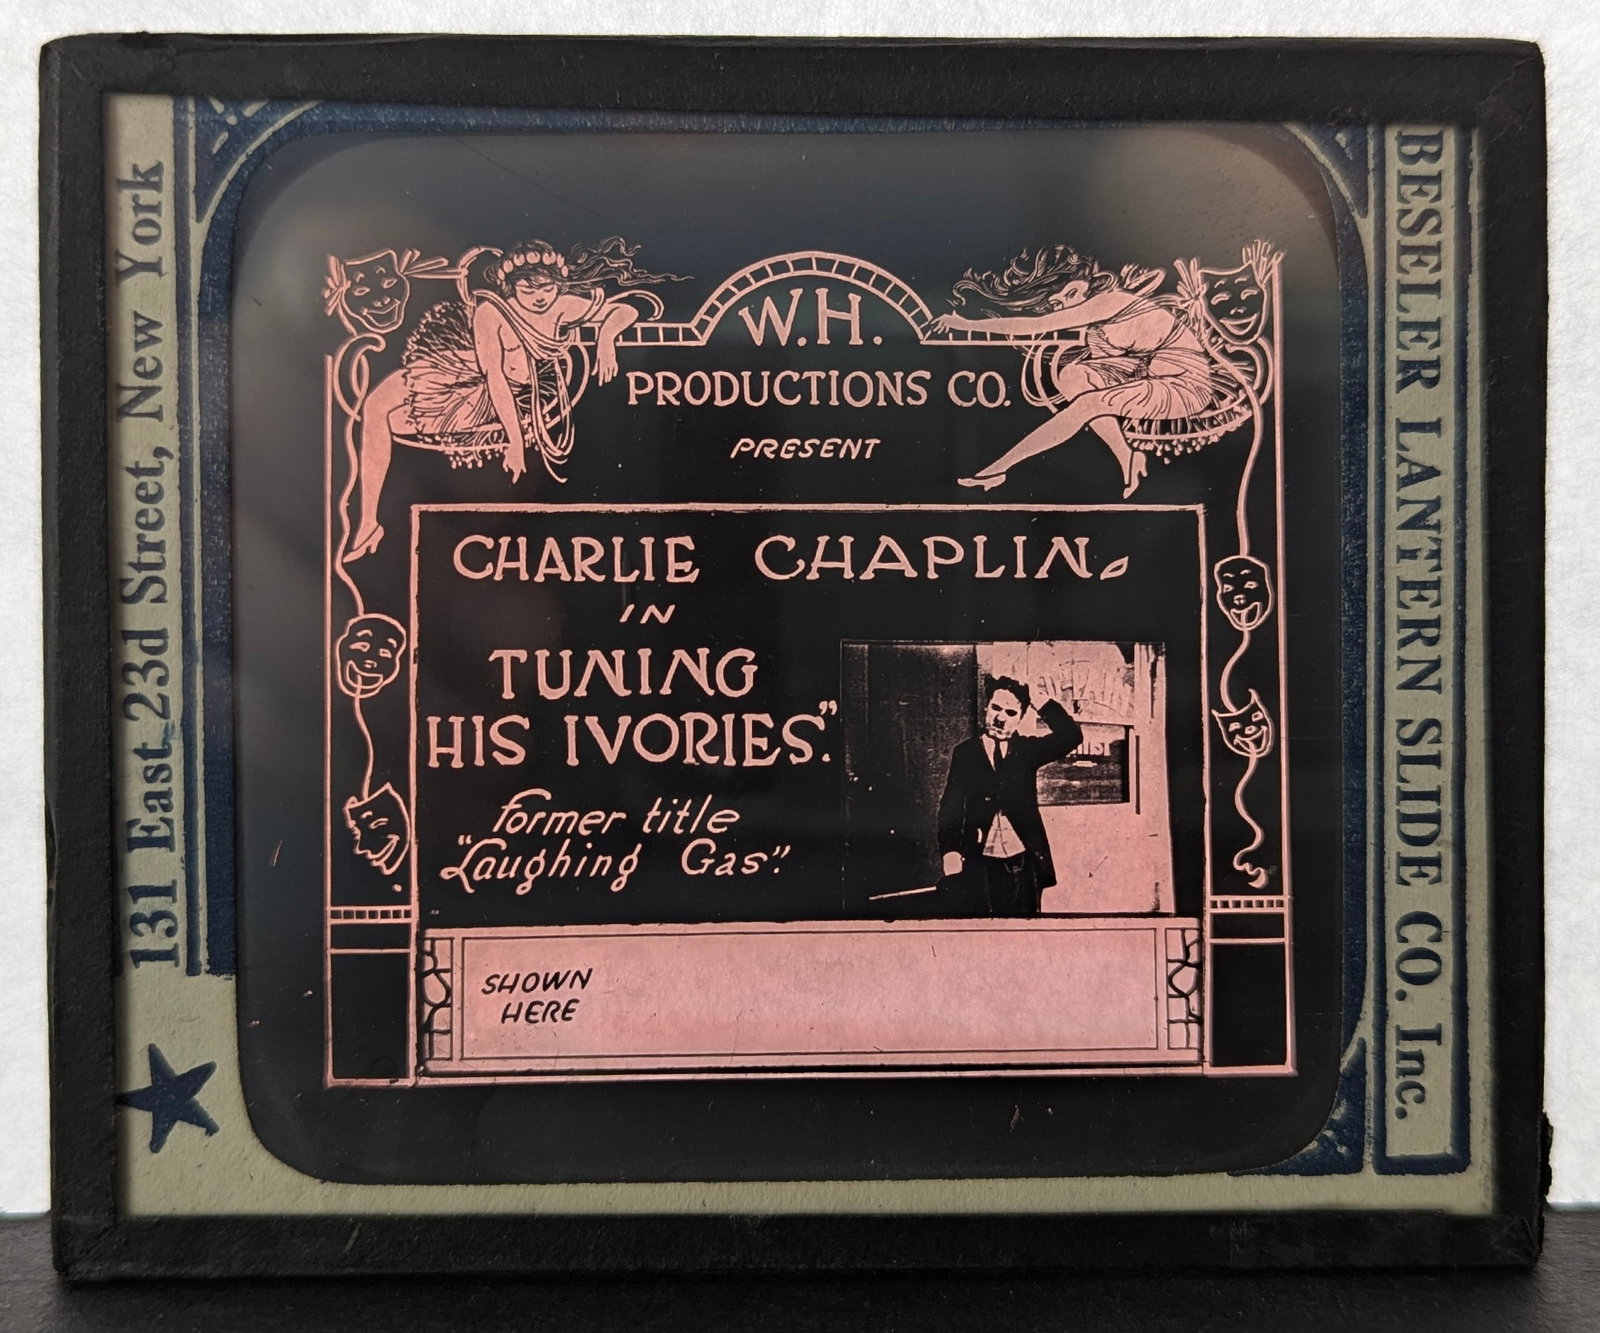 131 East 23d Street, New York
BESELER LANTERN SLIDE CO. Inc.
W.H.
PRODUCTIONS CO.
PRESENT
CHARLIE CHAPLIN
IN
TUNING
HIS IVORIES".
former title
"Laughing Gas".
SHOWN
HERE